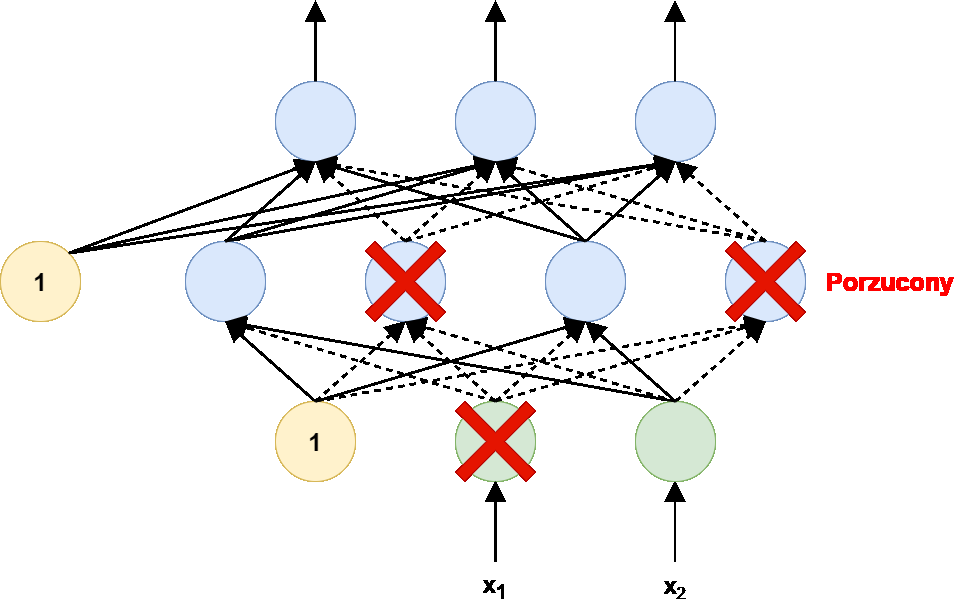 1
Porzucony
1
x₁
x₂